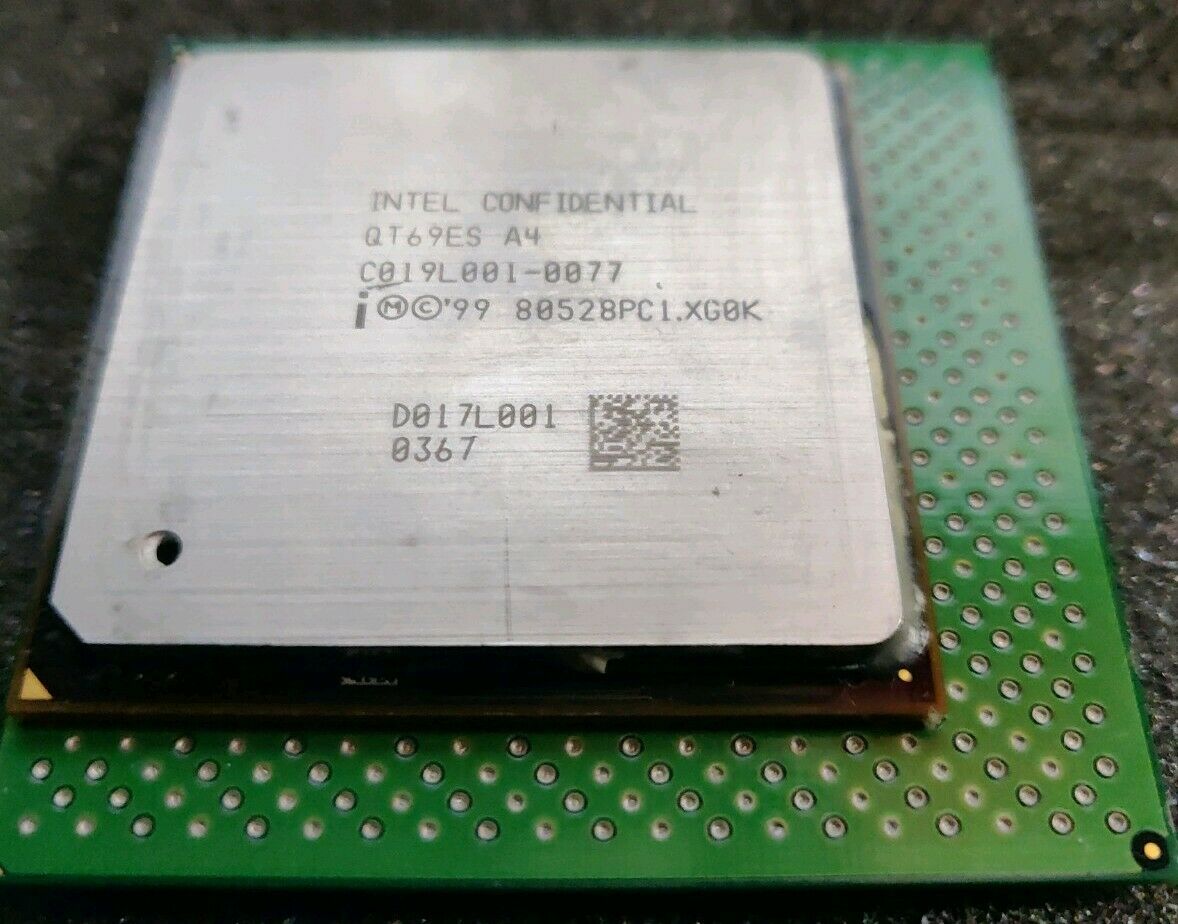 INTEL CONFIDENTIAL
QT69ES A4
C019L001-0077
i Ⓜ©'99 80528PC1.XG0K
D017L001
0367